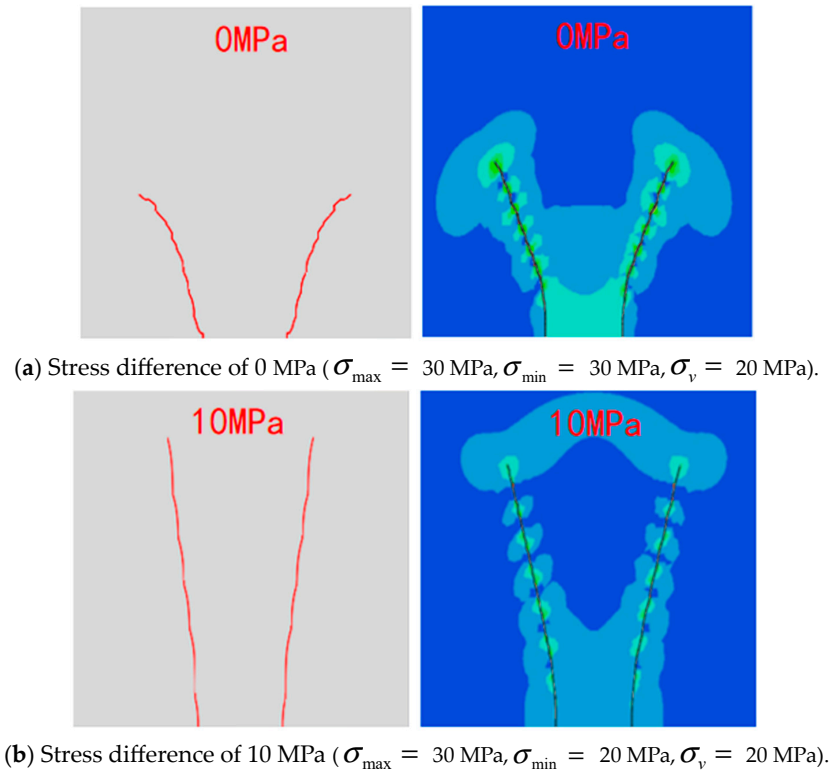 0MPa 0MPa
(a) Stress difference of 0 MPa (σmax = 30 MPa, σmin = 30 MPa, σv = 20 MPa).
10MPa 10MPa
(b) Stress difference of 10 MPa (σmax = 30 MPa, σmin = 20 MPa, σv = 20 MPa).